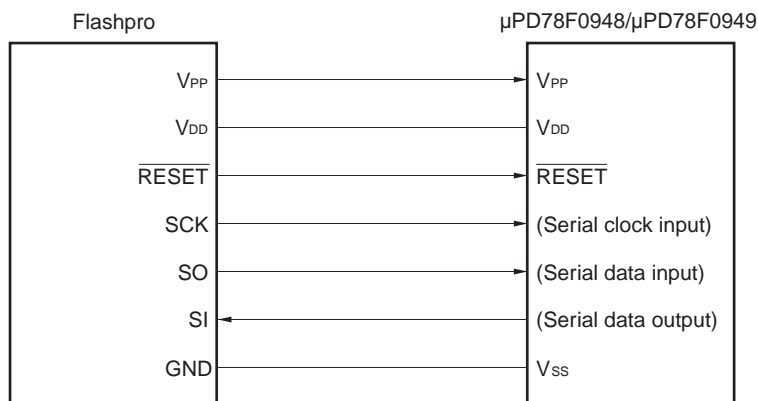 Flashpro
µPD78F0948/µPD78F0949
VPP VPP
VDD VDD
RESET RESET
SCK (Serial clock input)
SO (Serial data input)
SI (Serial data output)
GND VSS